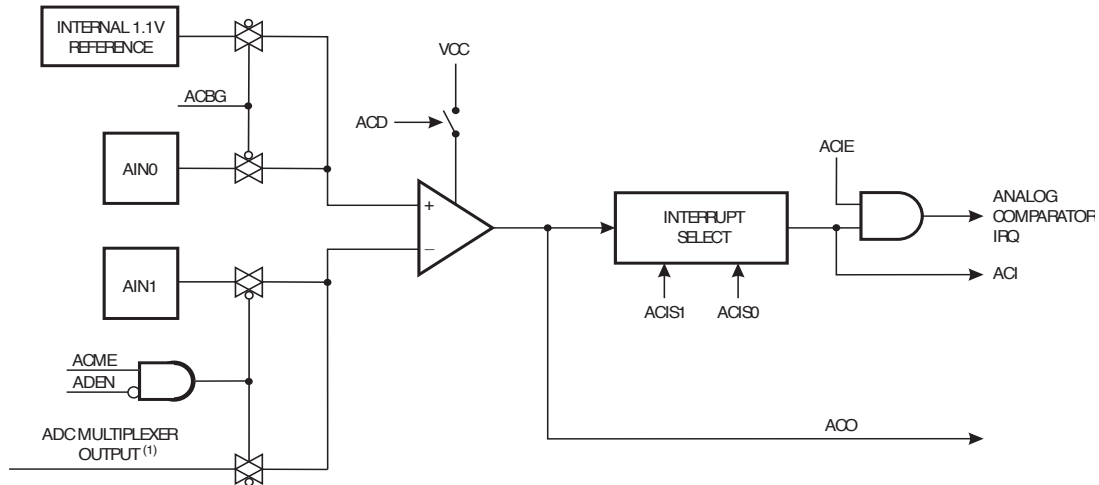 INTERNAL 1.1V
REFERENCE
VCC
ACBG
ACD
AIN0
ACIE
+
INTERRUPT
SELECT
ANALOG
COMPARATOR
IRQ
−
AIN1
ACI
ACIS1
ACIS0
ACME
ADEN
ADC MULTIPLEXER
OUTPUT (1)
ACO